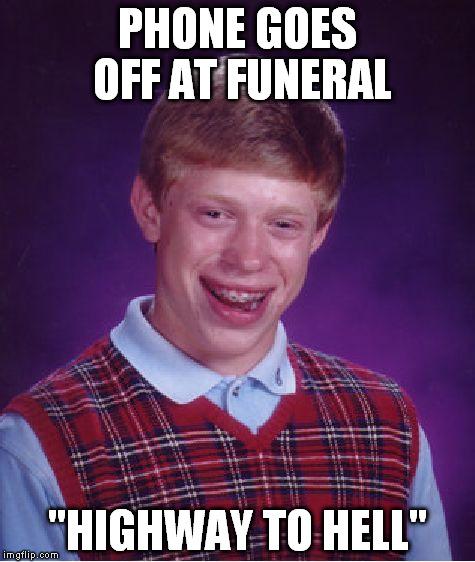 PHONE GOES
OFF AT FUNERAL
"HIGHWAY TO HELL"
imgflip.com